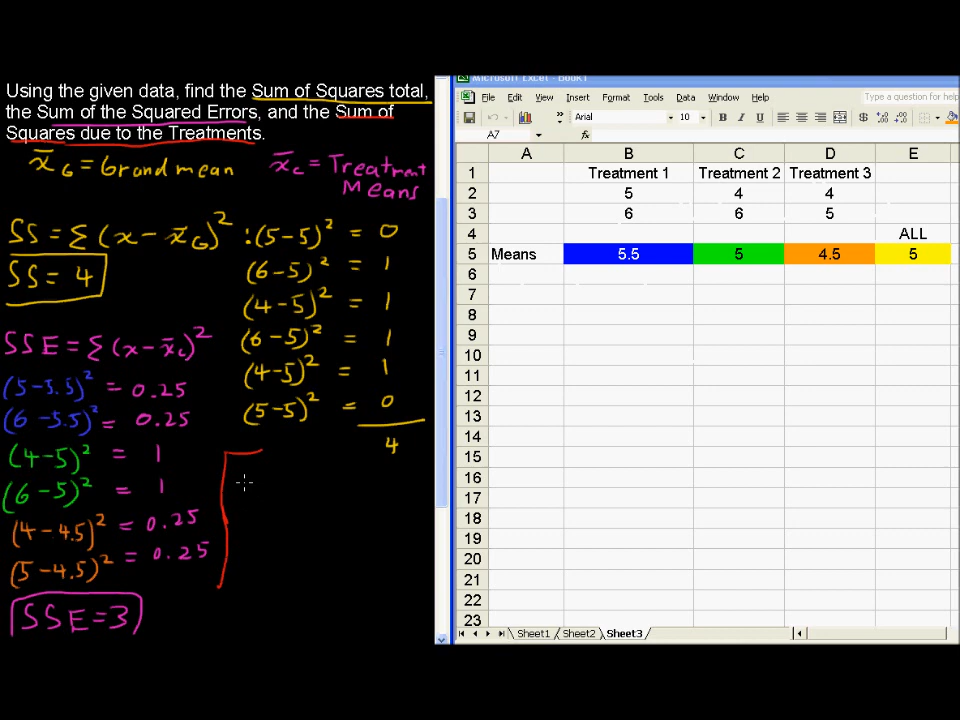 Using the given data, find the Sum of Squares total,
the Sum of the Squared Errors, and the Sum of
Squares due to the Treatments.
x̄G = Grand mean
x̄c = Treatment
Means
SS = Σ(x - x̄G)² : (5-5)² = 0
(6-5)² = 1
SS = 4
(4-5)² = 1
(6-5)² = 1
(4-5)² = 1
(5-5)² = 0
4
SSE = Σ(x - x̄c)²
(5-5.5)² = 0.25
(6-5.5)² = 0.25
(4-5)² = 1
(6-5)² = 1
(4-4.5)² = 0.25
(5-4.5)² = 0.25
SSE=3
Microsoft Excel - Book1
File Edit View Insert Format Tools Data Window Help Type a question for help
Arial 10 B I U
A7 fx
A B C D E
1 Treatment 1 Treatment 2 Treatment 3
2 5 4 4
3 6 6 5
4 ALL
5 Means 5.5 5 4.5 5
6
7
8
9
10
11
12
13
14
15
16
17
18
19
20
21
22
23
Sheet1 Sheet2 Sheet3